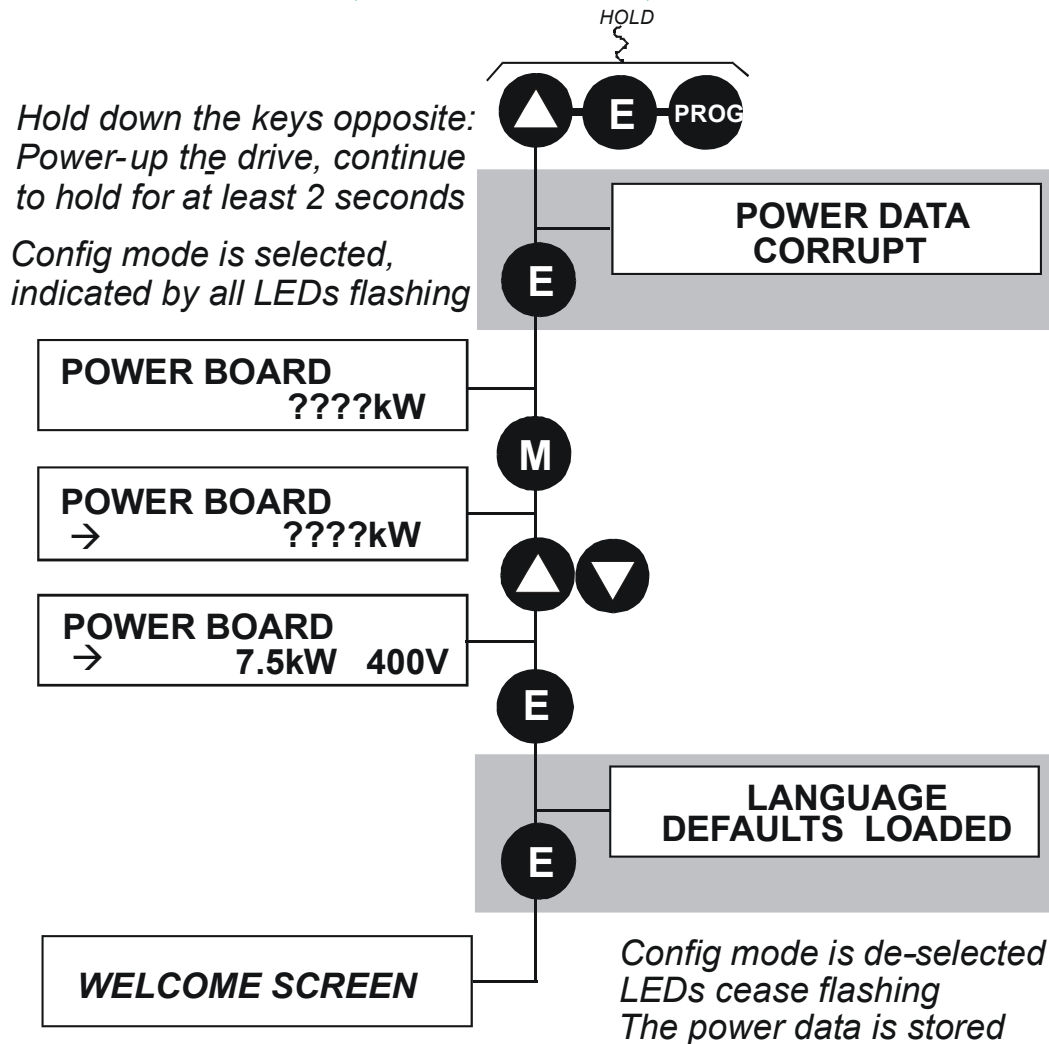 HOLD
E PROG
Hold down the keys opposite:
Power-up the drive, continue
to hold for at least 2 seconds
POWER DATA
CORRUPT
Config mode is selected,
indicated by all LEDs flashing
E
POWER BOARD
????kW
M
POWER BOARD
→ ????kW
POWER BOARD
→ 7.5kW 400V
E
LANGUAGE
DEFAULTS LOADED
E
WELCOME SCREEN
Config mode is de-selected
LEDs cease flashing
The power data is stored